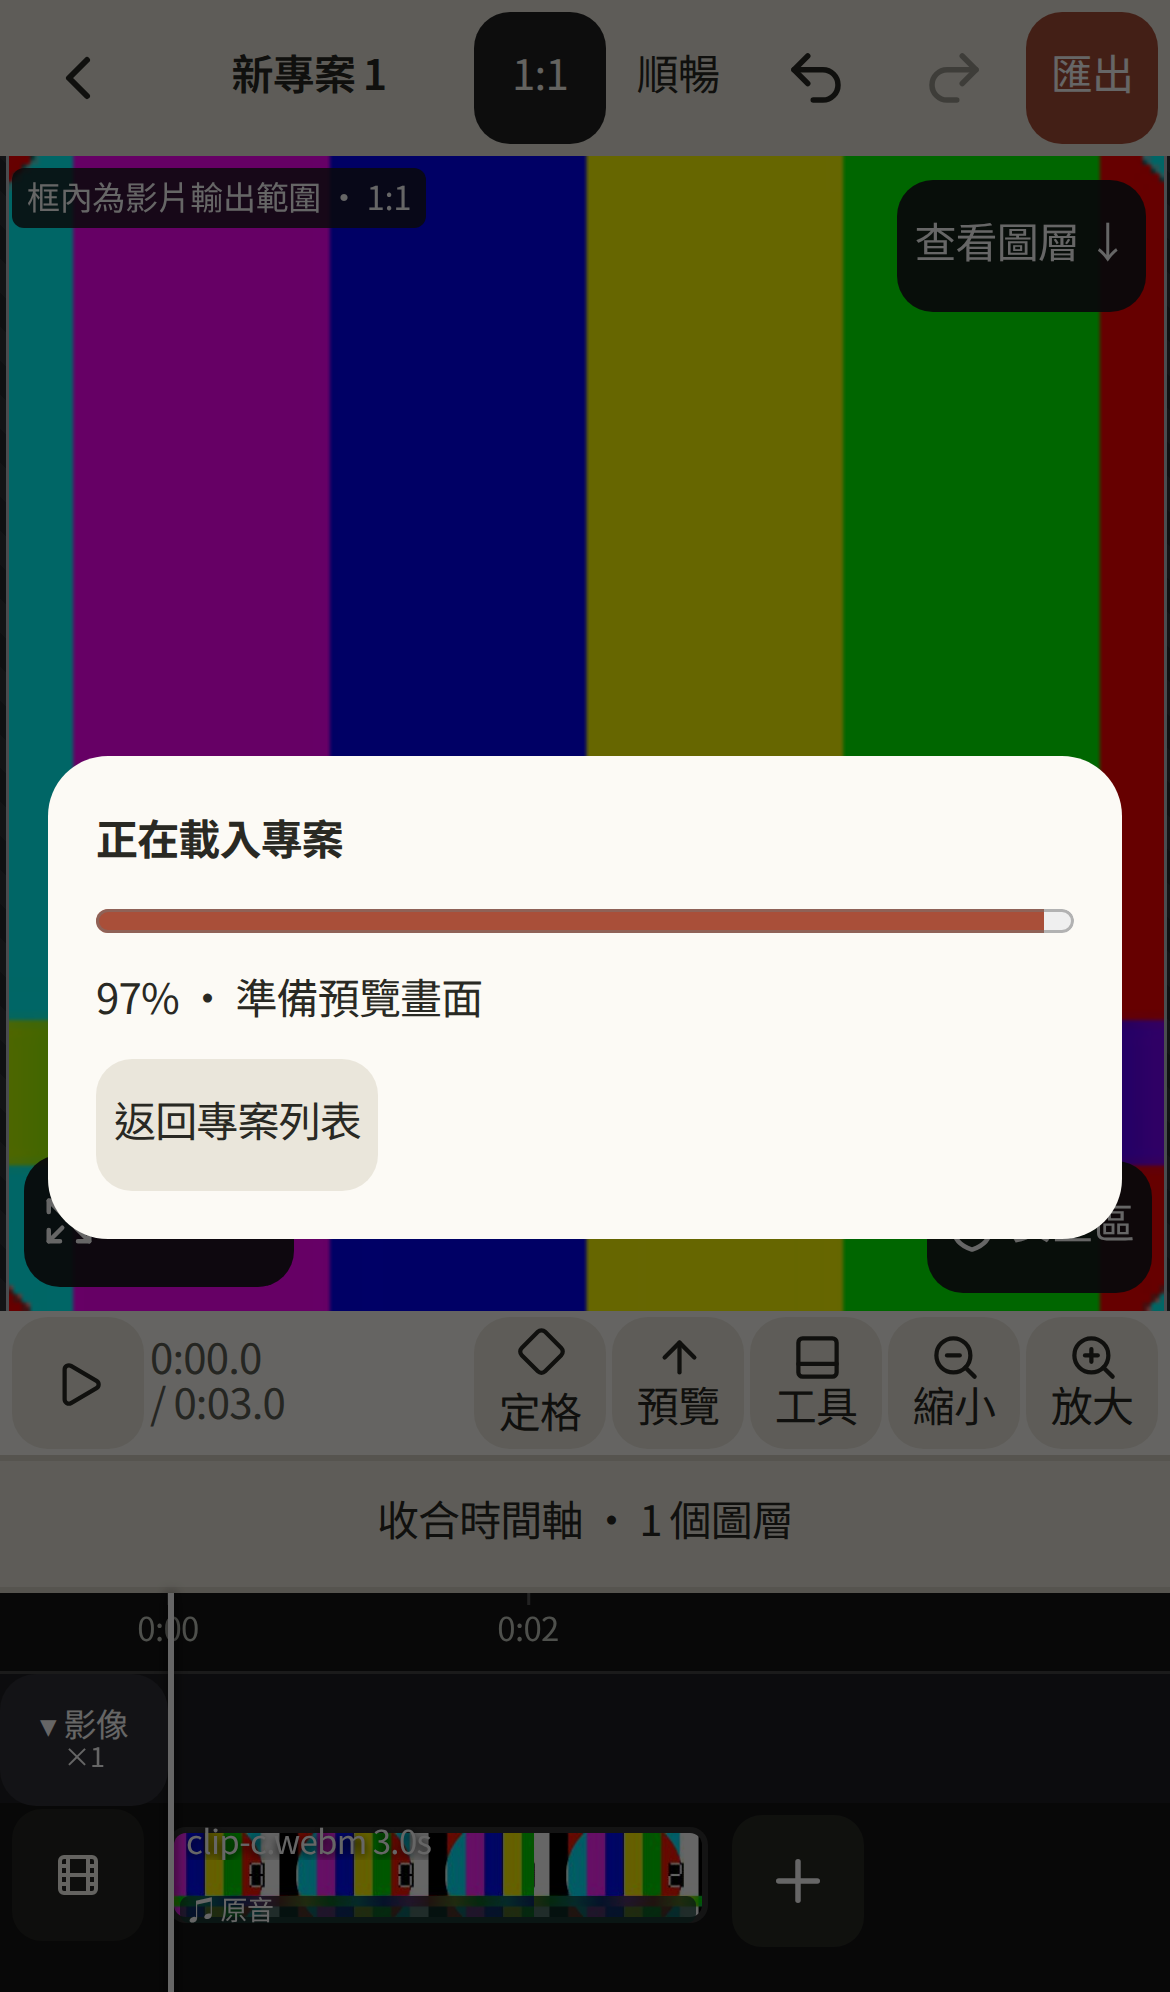 新專案 1
1:1
順暢
匯出
框內為影片輸出範圍 · 1:1
查看圖層 ↓
正在載入專案
97% · 準備預覽畫面
返回專案列表
0:00.0
/ 0:03.0
定格
預覽
工具
縮小
放大
收合時間軸 · 1 個圖層
0:00
0:02
▾ 影像
×1
clip-c.webm 3.0s
♫ 原音